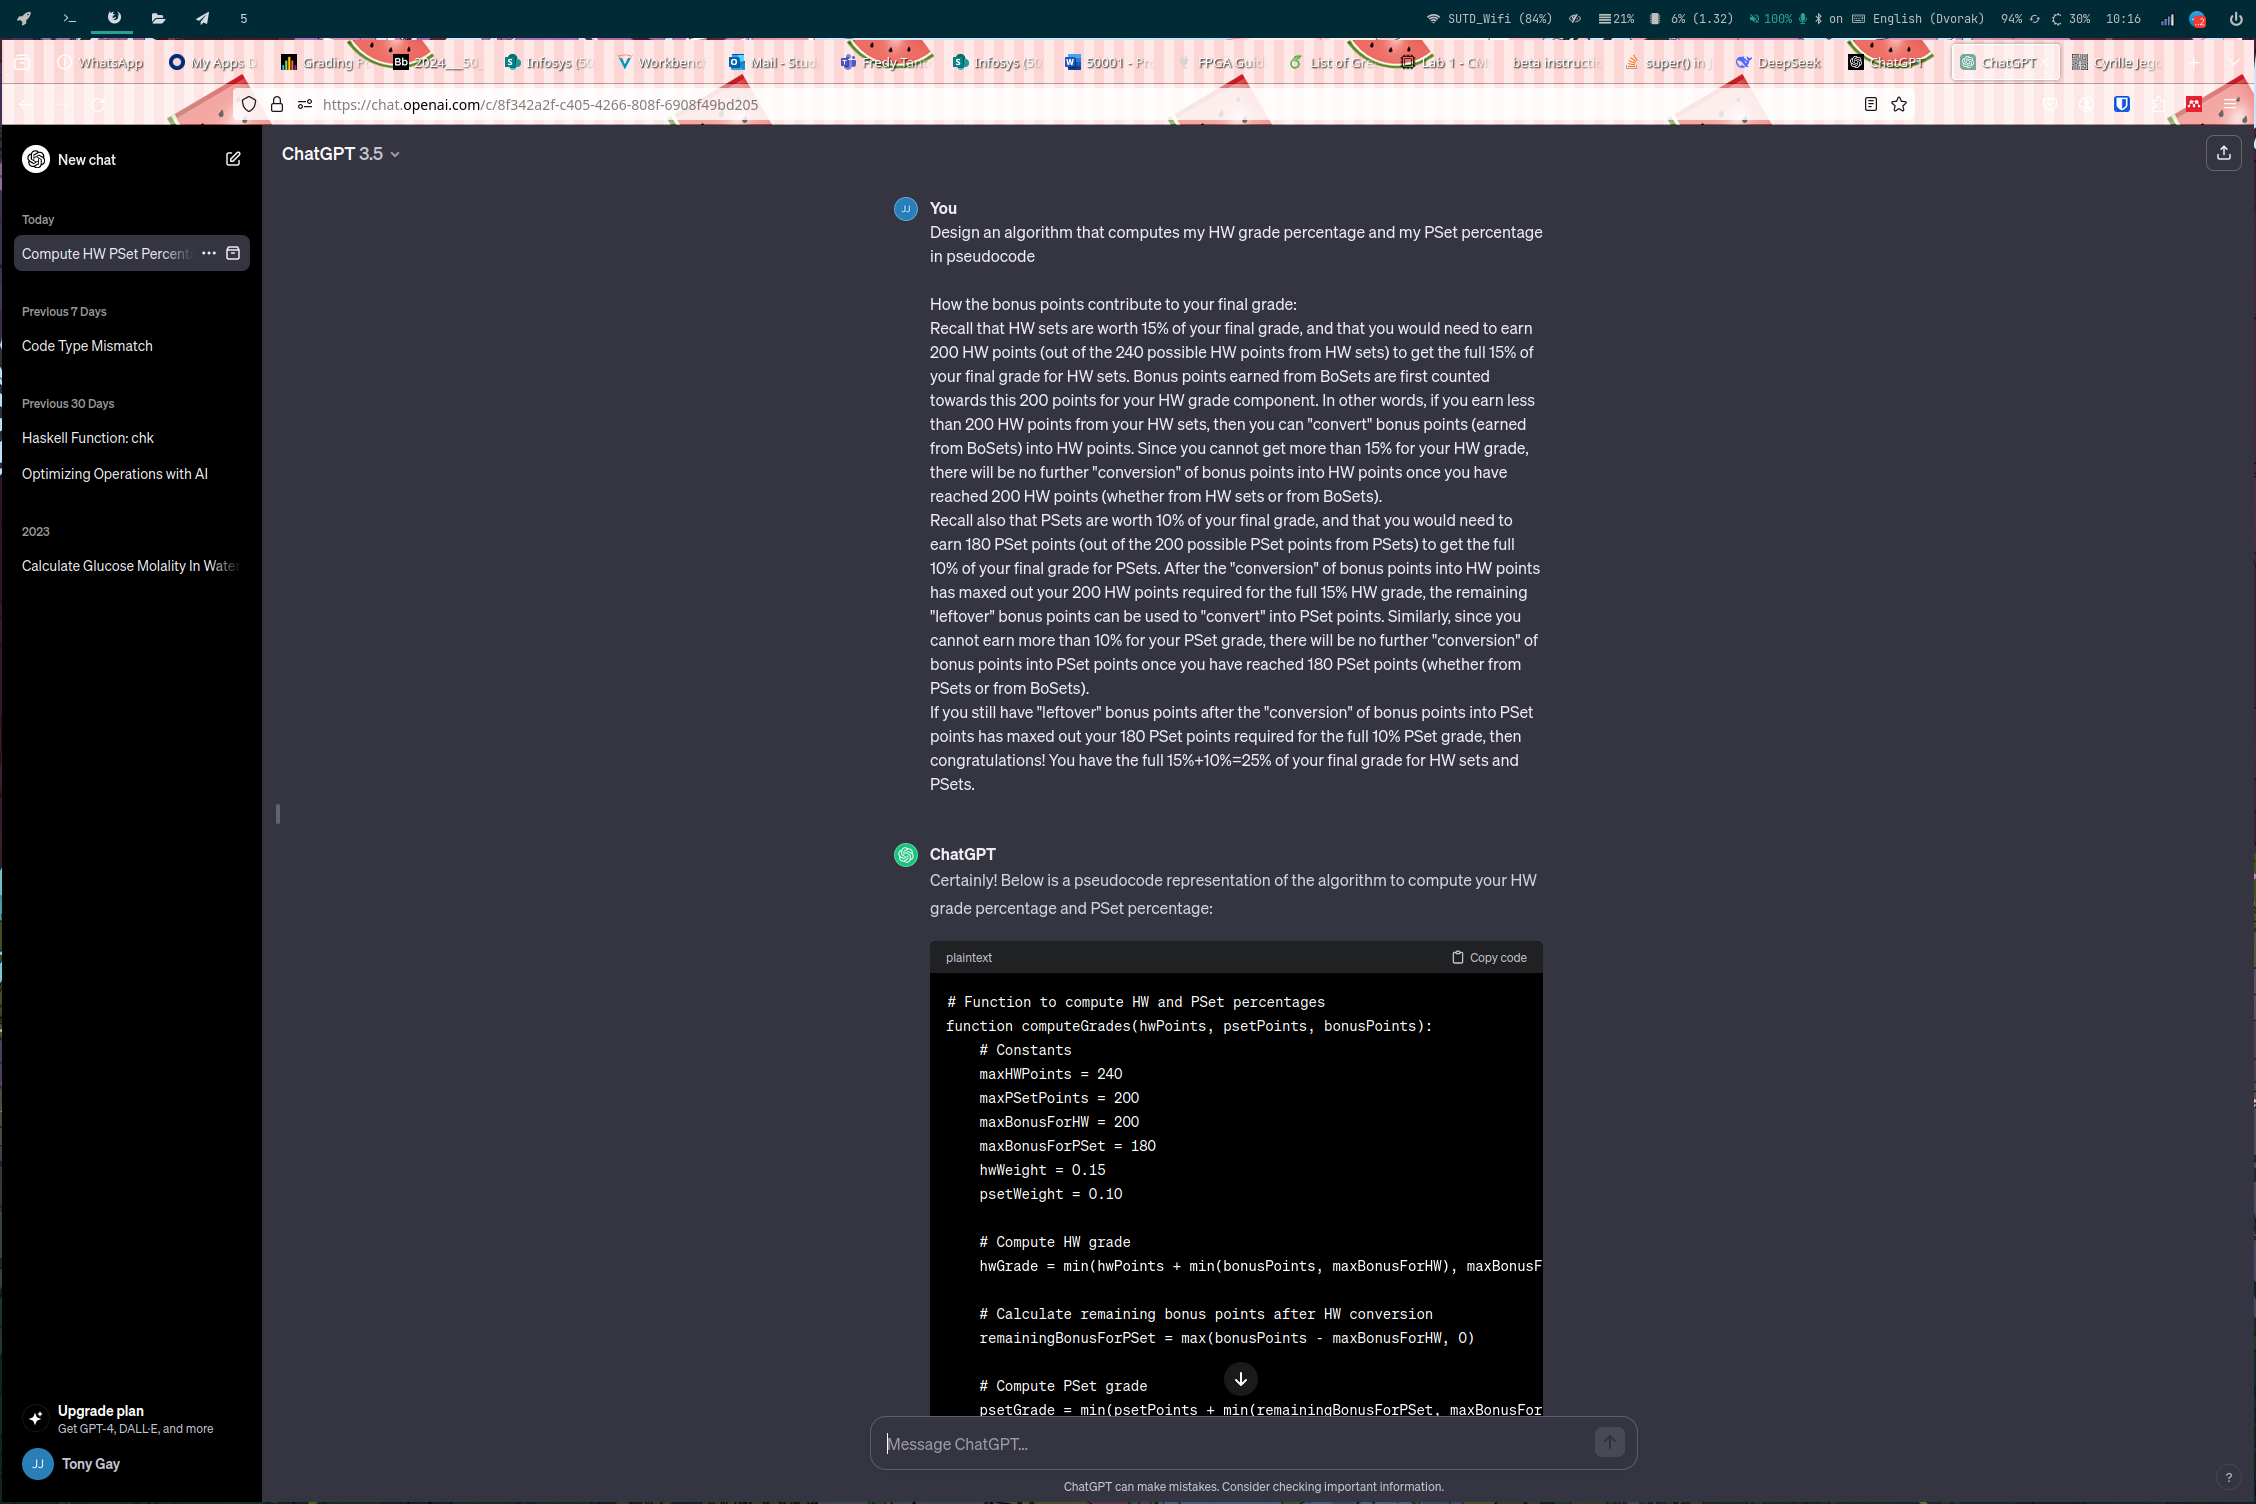 5
SUTD_Wifi (84%) 21% 6% (1.32) 100% on English (Dvorak) 94% 30% 10:16
WhatsApp My Apps D Grading P 2024__50 Infosys (50 Workbenc Mail - Stud Fredy Tant Infosys (50 50001 - Pr FPGA Guid List of Gre Lab 1 - CM beta instructi super() in j DeepSeek ChatGPT ChatGPT Cyrille Jego
https://chat.openai.com/c/8f342a2f-c405-4266-808f-6908f49bd205
New chat
Today
Compute HW PSet Percent
Previous 7 Days
Code Type Mismatch
Previous 30 Days
Haskell Function: chk
Optimizing Operations with AI
2023
Calculate Glucose Molality In Water
Upgrade plan
Get GPT-4, DALL·E, and more
JJ
Tony Gay
ChatGPT 3.5
JJ
You
Design an algorithm that computes my HW grade percentage and my PSet percentage
in pseudocode
How the bonus points contribute to your final grade:
Recall that HW sets are worth 15% of your final grade, and that you would need to earn
200 HW points (out of the 240 possible HW points from HW sets) to get the full 15% of
your final grade for HW sets. Bonus points earned from BoSets are first counted
towards this 200 points for your HW grade component. In other words, if you earn less
than 200 HW points from your HW sets, then you can "convert" bonus points (earned
from BoSets) into HW points. Since you cannot get more than 15% for your HW grade,
there will be no further "conversion" of bonus points into HW points once you have
reached 200 HW points (whether from HW sets or from BoSets).
Recall also that PSets are worth 10% of your final grade, and that you would need to
earn 180 PSet points (out of the 200 possible PSet points from PSets) to get the full
10% of your final grade for PSets. After the "conversion" of bonus points into HW points
has maxed out your 200 HW points required for the full 15% HW grade, the remaining
"leftover" bonus points can be used to "convert" into PSet points. Similarly, since you
cannot earn more than 10% for your PSet grade, there will be no further "conversion" of
bonus points into PSet points once you have reached 180 PSet points (whether from
PSets or from BoSets).
If you still have "leftover" bonus points after the "conversion" of bonus points into PSet
points has maxed out your 180 PSet points required for the full 10% PSet grade, then
congratulations! You have the full 15%+10%=25% of your final grade for HW sets and
PSets.
ChatGPT
Certainly! Below is a pseudocode representation of the algorithm to compute your HW
grade percentage and PSet percentage:
plaintext Copy code
# Function to compute HW and PSet percentages
function computeGrades(hwPoints, psetPoints, bonusPoints):
# Constants
maxHWPoints = 240
maxPSetPoints = 200
maxBonusForHW = 200
maxBonusForPSet = 180
hwWeight = 0.15
psetWeight = 0.10
# Compute HW grade
hwGrade = min(hwPoints + min(bonusPoints, maxBonusForHW), maxBonusF
# Calculate remaining bonus points after HW conversion
remainingBonusForPSet = max(bonusPoints - maxBonusForHW, 0)
# Compute PSet grade
psetGrade = min(psetPoints + min(remainingBonusForPSet, maxBonusFor
Message ChatGPT...
ChatGPT can make mistakes. Consider checking important information.
?